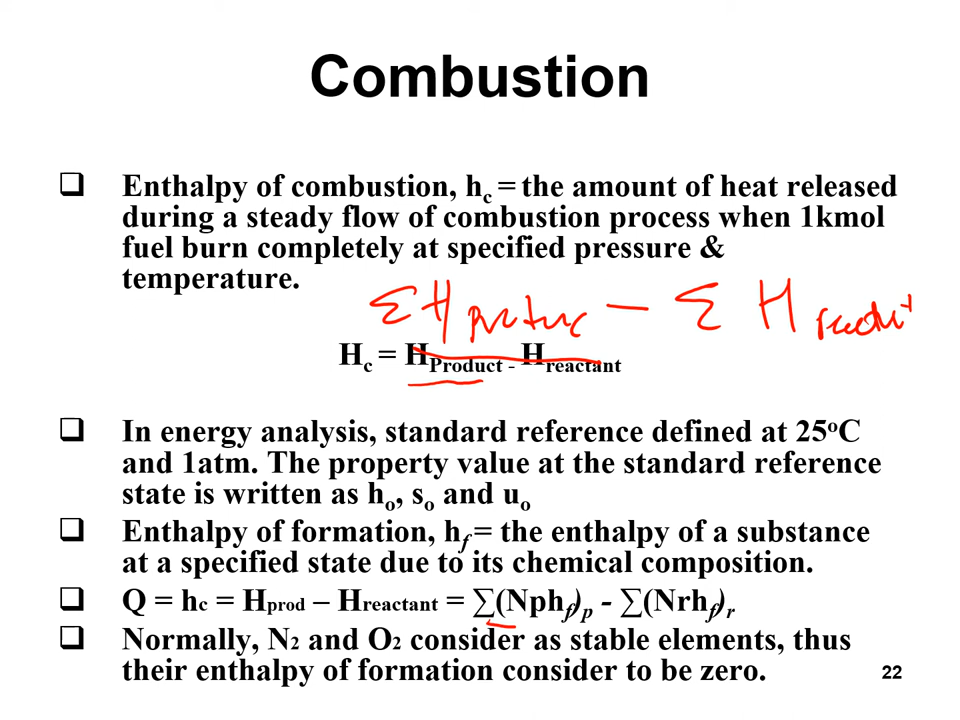 Combustion
❑ Enthalpy of combustion, hc = the amount of heat released
during a steady flow of combustion process when 1kmol
fuel burn completely at specified pressure &
temperature.
ΣH – Σ H
Hc = HProduct - Hreactant
❑ In energy analysis, standard reference defined at 25oC
and 1atm. The property value at the standard reference
state is written as ho, so and uo
❑ Enthalpy of formation, hf = the enthalpy of a substance
at a specified state due to its chemical composition.
❑ Q = hc = Hprod – Hreactant = ∑(Nphf)p - ∑(Nrhf)r
❑ Normally, N2 and O2 consider as stable elements, thus
their enthalpy of formation consider to be zero.
22